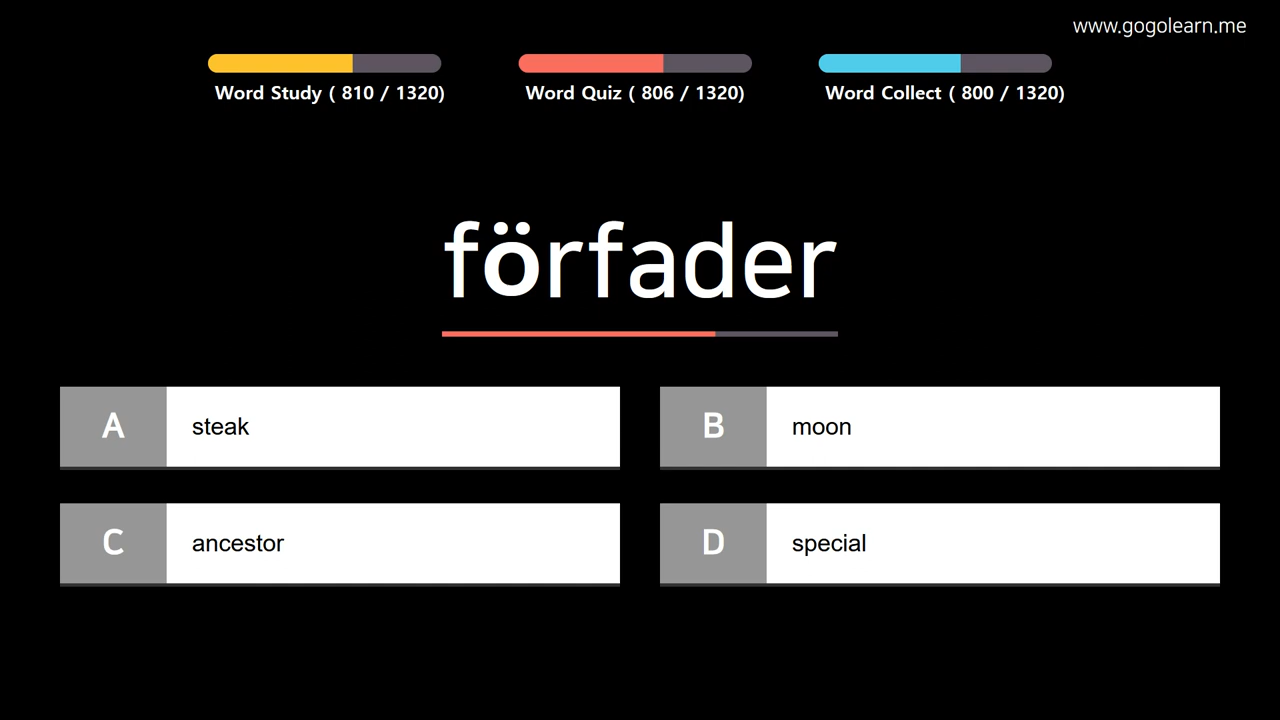 www.gogolearn.me
Word Study ( 810 / 1320)
Word Quiz ( 806 / 1320)
Word Collect ( 800 / 1320)
förfader
A steak
B moon
C ancestor
D special